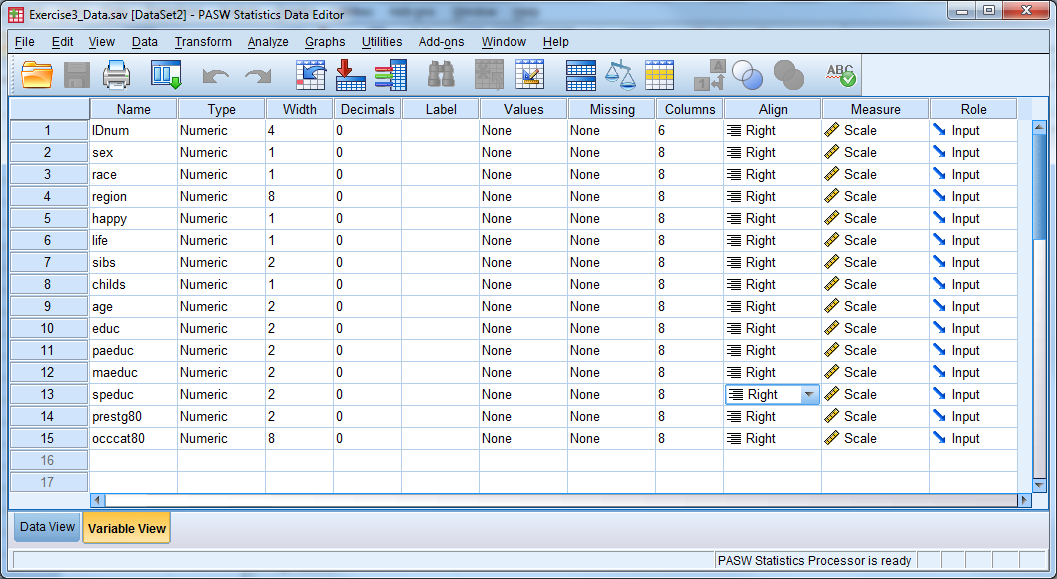 Exercise3_Data.sav [DataSet2] - PASW Statistics Data Editor
File Edit View Data Transform Analyze Graphs Utilities Add-ons Window Help
A
1
ABC
Name Type Width Decimals Label Values Missing Columns Align Measure Role
1 IDnum Numeric 4 0 None None 6 Right Scale Input
2 sex Numeric 1 0 None None 8 Right Scale Input
3 race Numeric 1 0 None None 8 Right Scale Input
4 region Numeric 8 0 None None 8 Right Scale Input
5 happy Numeric 1 0 None None 8 Right Scale Input
6 life Numeric 1 0 None None 8 Right Scale Input
7 sibs Numeric 2 0 None None 8 Right Scale Input
8 childs Numeric 1 0 None None 8 Right Scale Input
9 age Numeric 2 0 None None 8 Right Scale Input
10 educ Numeric 2 0 None None 8 Right Scale Input
11 paeduc Numeric 2 0 None None 8 Right Scale Input
12 maeduc Numeric 2 0 None None 8 Right Scale Input
13 speduc Numeric 2 0 None None 8 Right Scale Input
14 prestg80 Numeric 2 0 None None 8 Right Scale Input
15 occcat80 Numeric 8 0 None None 8 Right Scale Input
16
17
Data View Variable View
PASW Statistics Processor is ready